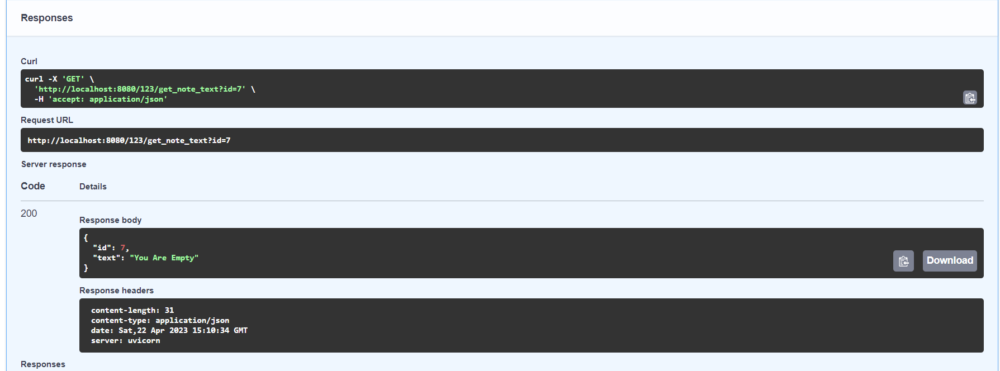 Responses
Curl
curl -X 'GET' \
  'http://localhost:8080/123/get_note_text?id=7' \
  -H 'accept: application/json'
Request URL
http://localhost:8080/123/get_note_text?id=7
Server response
Code Details
200
Response body
{
  "id": 7,
  "text": "You Are Empty"
}
Download
Response headers
content-length: 31
content-type: application/json
date: Sat,22 Apr 2023 15:10:34 GMT
server: uvicorn
Responses